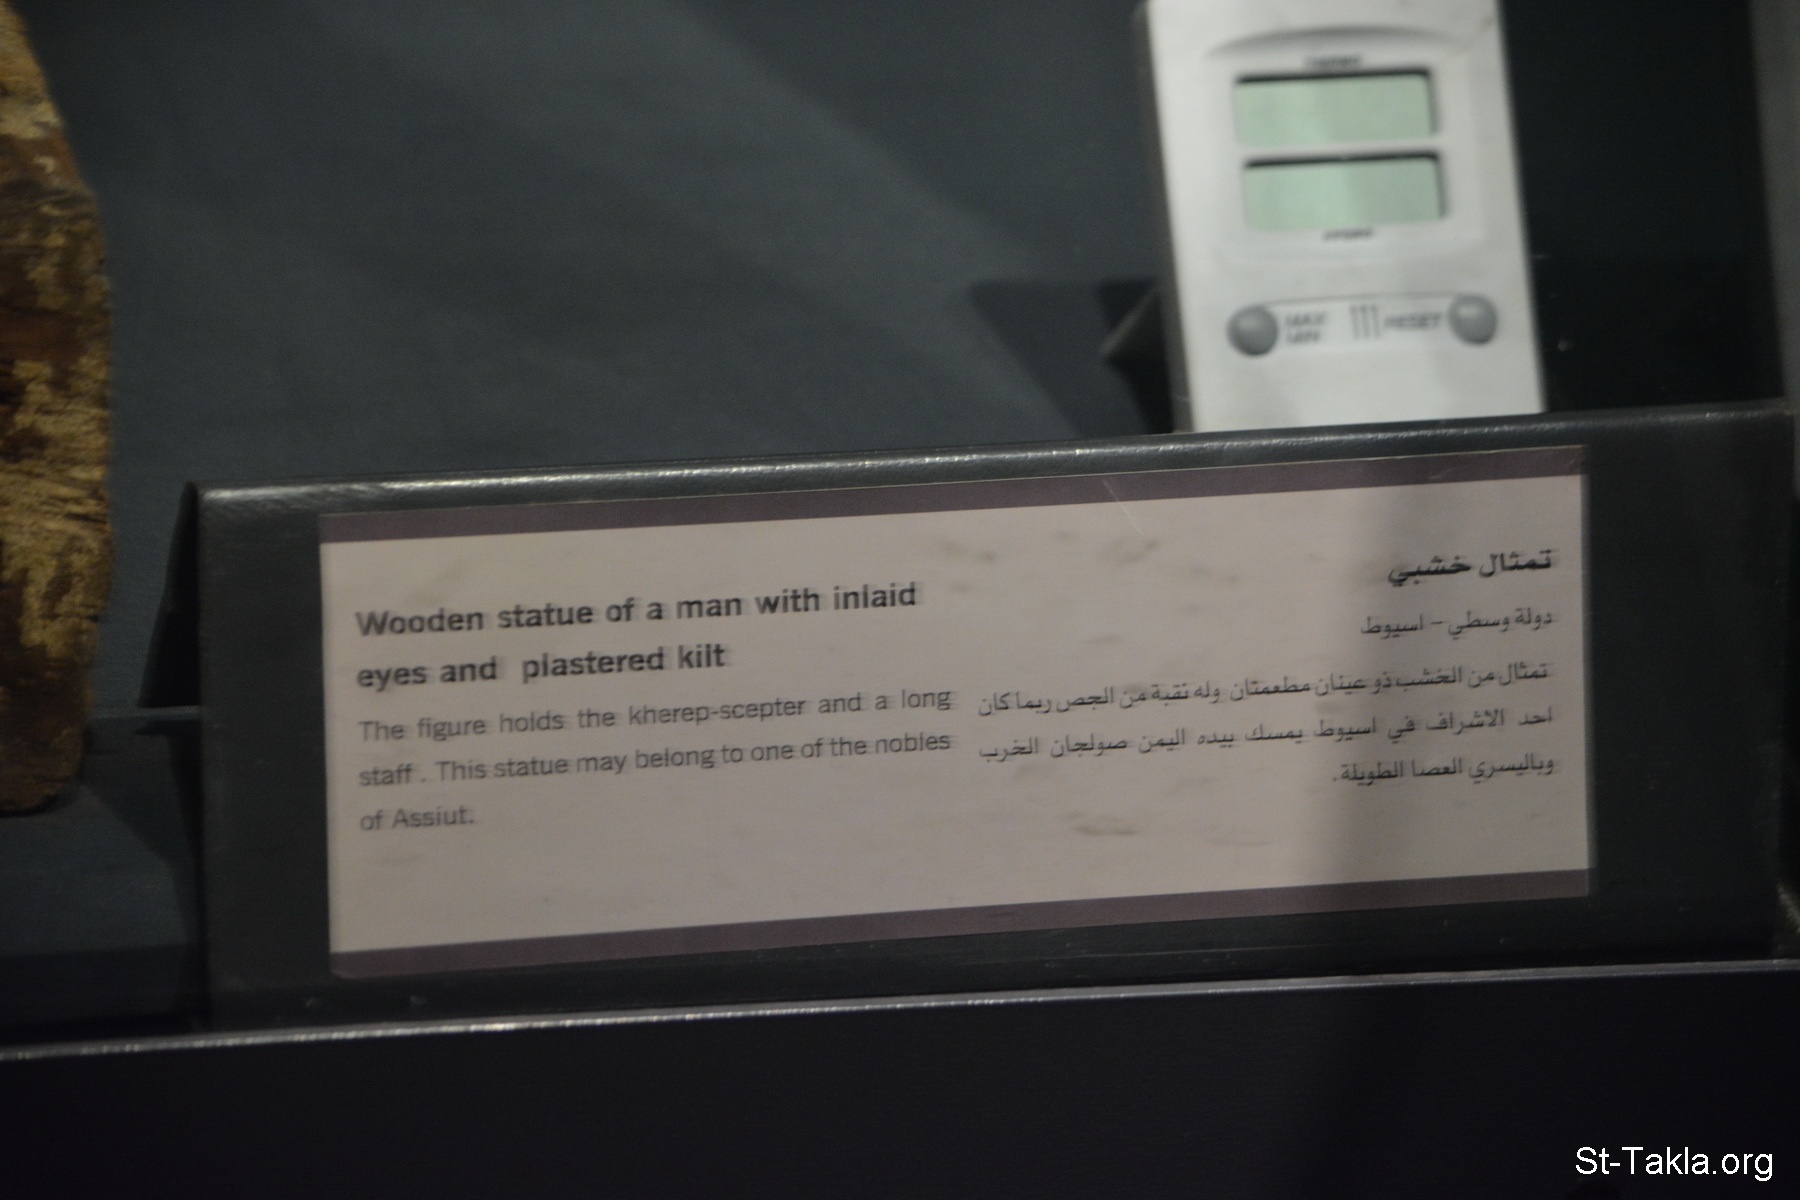 MAX
MIN
RESET
Wooden statue of a man with inlaid
eyes and plastered kilt
The figure holds the kherep-scepter and a long
staff . This statue may belong to one of the nobles
of Assiut.
تمثال خشبي
دولة وسطي - اسيوط
تمثال من الخشب ذو عينان مطعمتان وله نقبة من الجص ربما كان
احد الاشراف في اسيوط يمسك بيده اليمن صولجان الخرب
وباليسري العصا الطويلة.
St-Takla.org